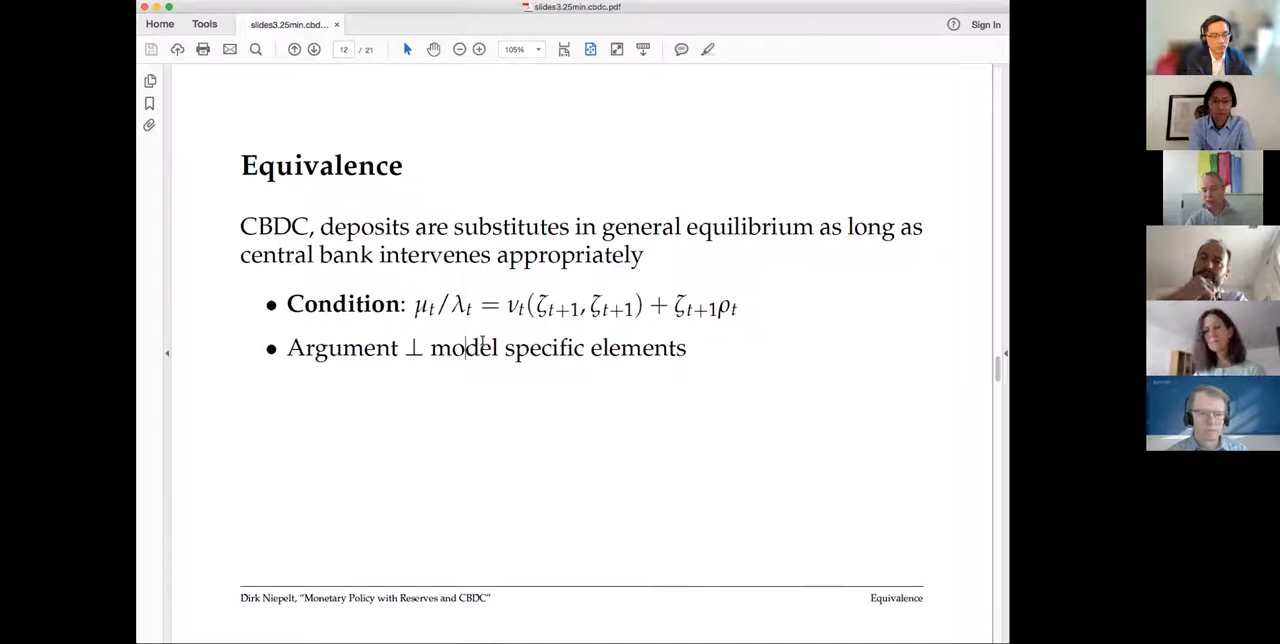 slides3.25min.cbdc.pdf
Home Tools slides3.25min.cbd... × Sign In
12 / 21 105%
Equivalence
CBDC, deposits are substitutes in general equilibrium as long as
central bank intervenes appropriately
• Condition: μt/λt = νt(ζt+1, ζt+1) + ζt+1ρt
• Argument ⊥ model specific elements
Dirk Niepelt, "Monetary Policy with Reserves and CBDC" Equivalence